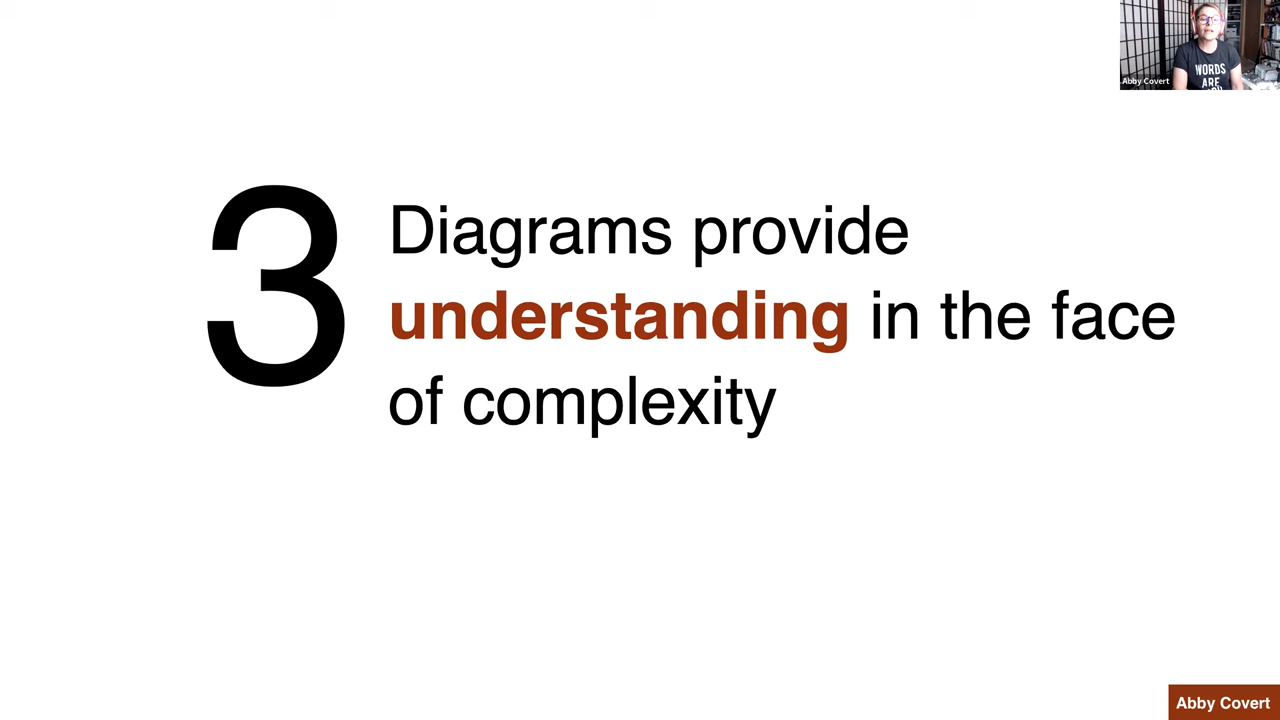 Abby Covert
WORDS
ARE
3
Diagrams provide
understanding in the face
of complexity
Abby Covert